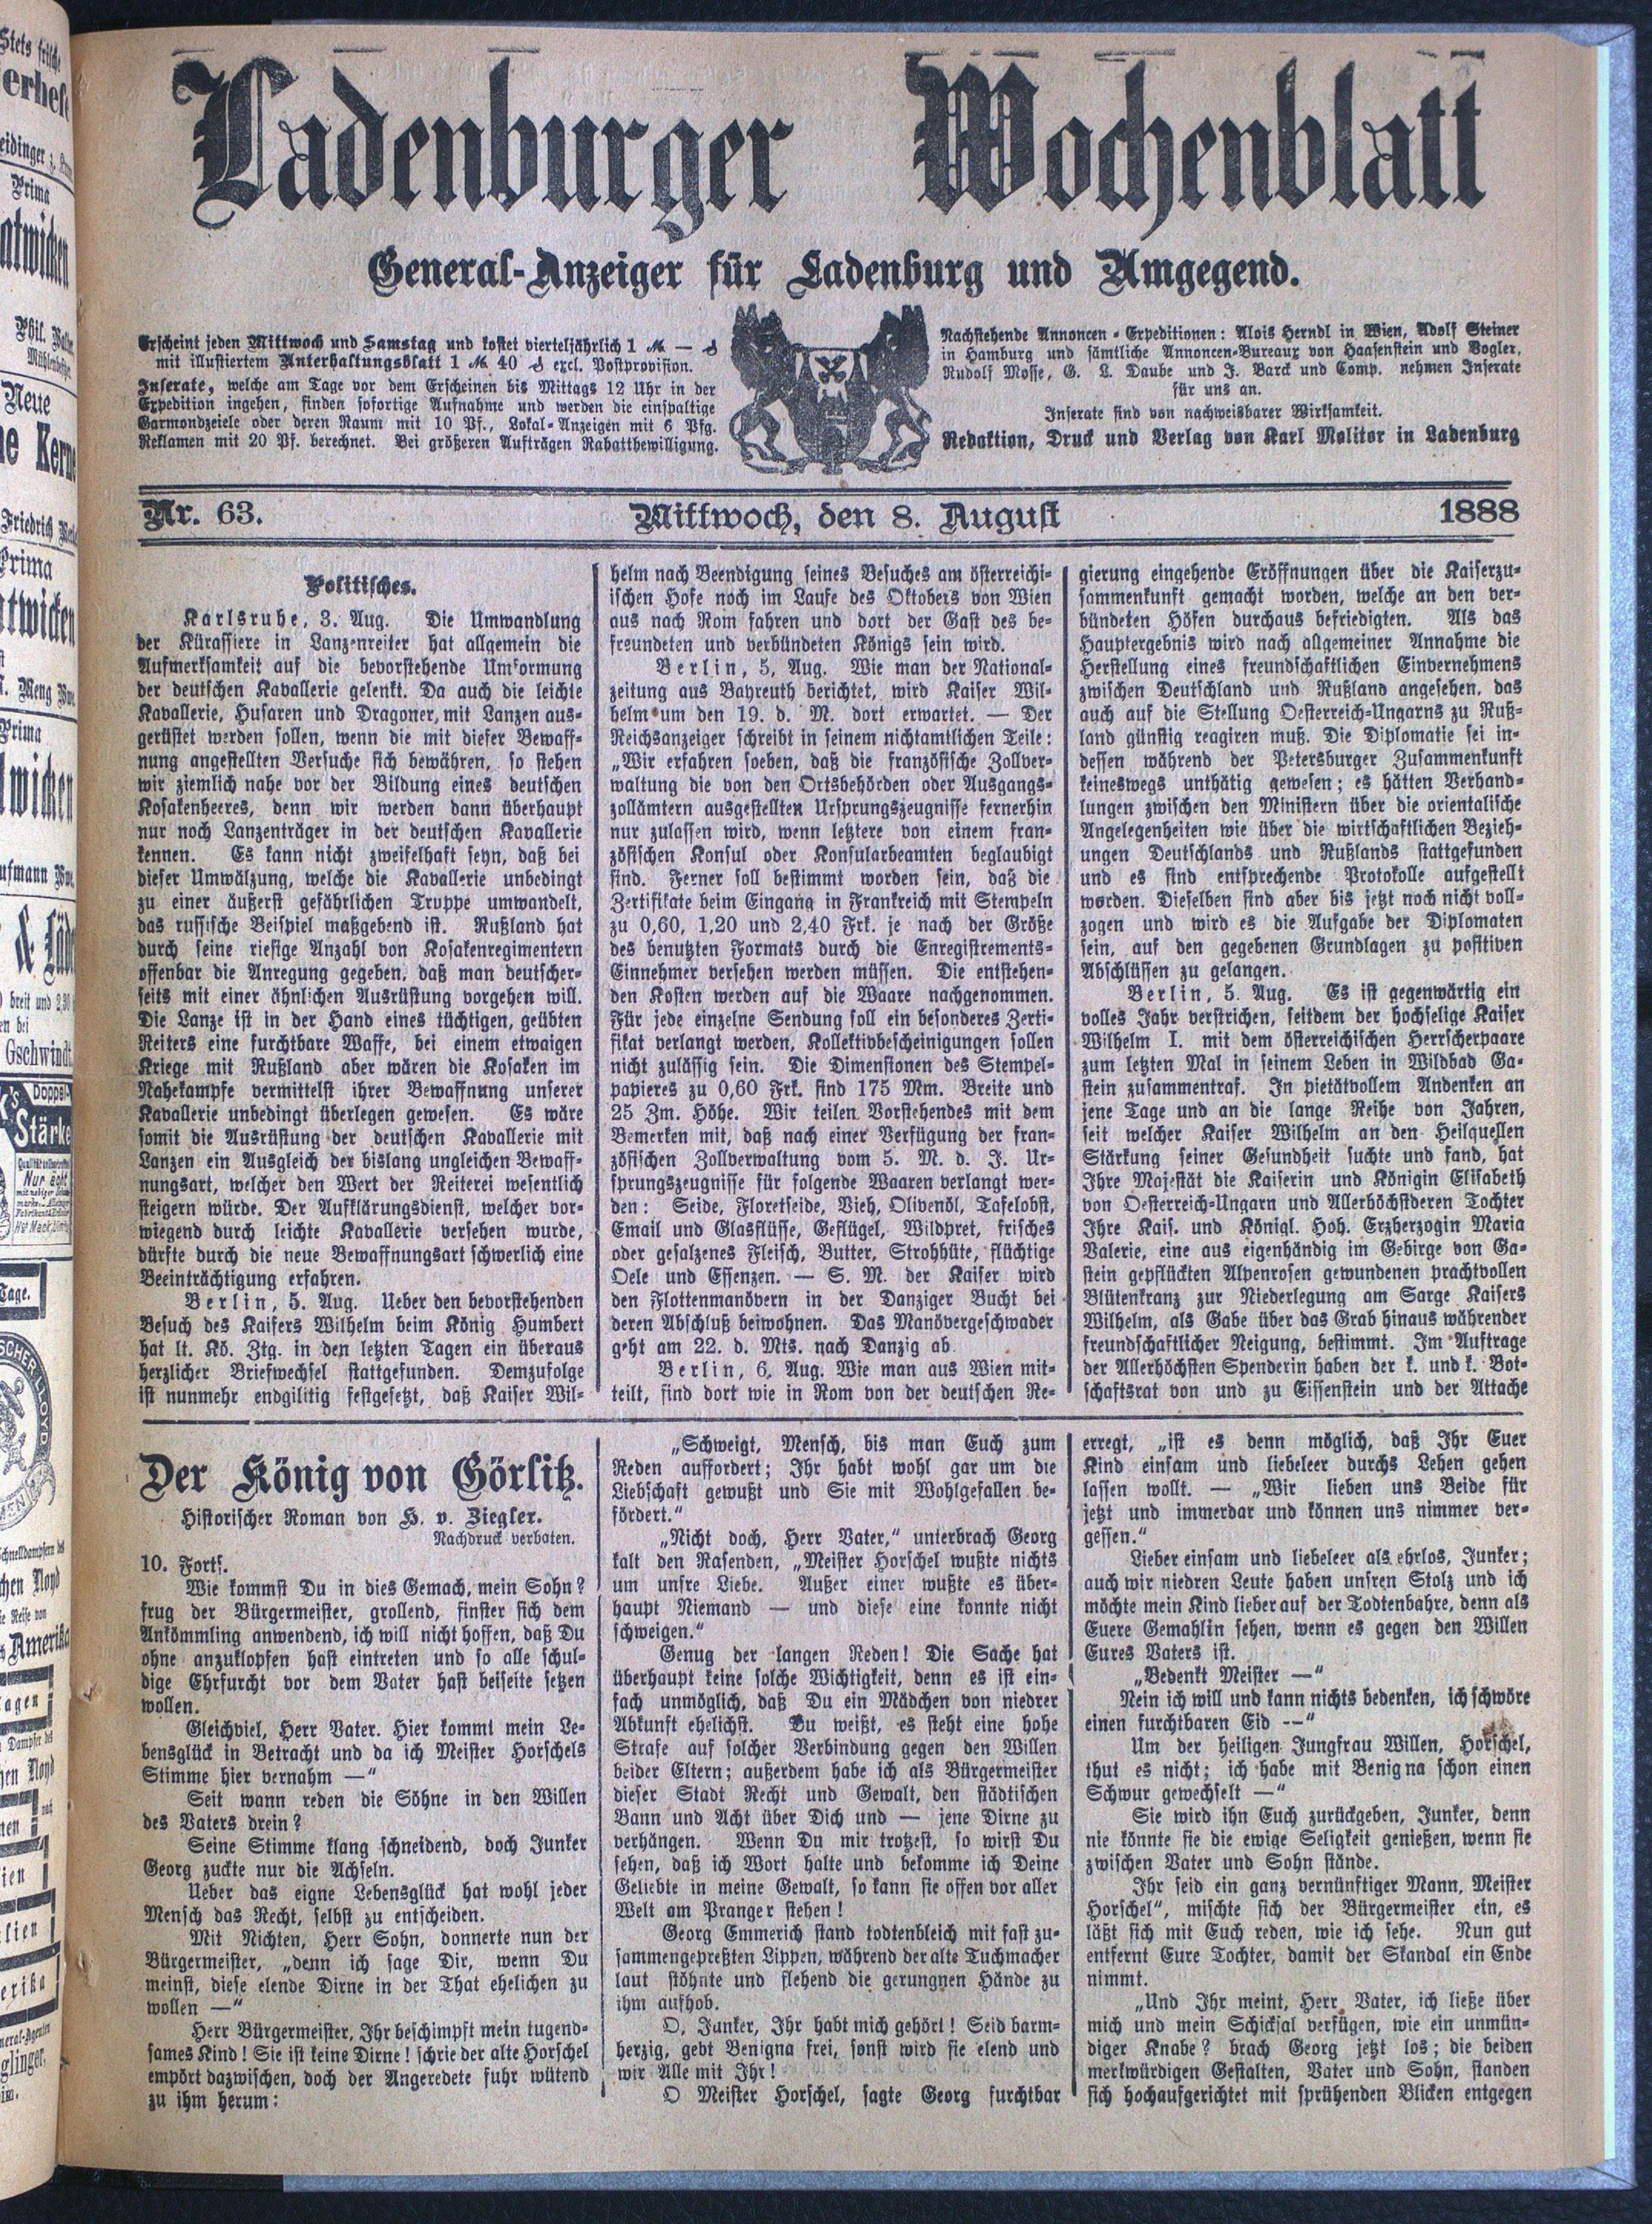 Ladenburger Wochenblatt
General-Anzeiger für Ladenburg und Umgegend.
Erscheint jeden Mittwoch und Samstag und kostet vierteljährlich 1 ℳ — ₰
mit illustiertem Unterhaltungsblatt 1 ℳ 40 ₰ excl. Postprovision.
Inserate, welche am Tage vor dem Erscheinen bis Mittags 12 Uhr in der
Expedition ingehen, finden sofortige Aufnahme und werden die einspaltige
Garmondzeiele oder deren Raum mit 10 Pf., Lokal-Anzeigen mit 6 Pfg.
Reklamen mit 20 Pf. berechnet. Bei größeren Aufträgen Rabattbewilligung.
Nachstehende Annoncen-Expeditionen: Alois Herndl in Wien, Adolf Steiner
in Hamburg und sämtliche Annoncen-Bureaux von Haasenstein und Vogler,
Rudolf Mosse, G. L. Daube und J. Barck und Comp. nehmen Inserate
für uns an.
Inserate sind von nachweisbarer Wirksamkeit.
Redaktion, Druck und Verlag von Karl Molitor in Ladenburg
Nr. 63. Mittwoch, den 8. August 1888
Politisches.
Karlsruhe, 3. Aug. Die Umwandlung
der Kürassiere in Lanzenreiter hat allgemein die
Aufmerksamkeit auf die bevorstehende Umformung
der deutschen Kavallerie gelenkt. Da auch die leichte
Kavallerie, Husaren und Dragoner, mit Lanzen aus-
gerüstet werden sollen, wenn die mit dieser Bewaff-
nung angestellten Versuche sich bewähren, so stehen
wir ziemlich nahe vor der Bildung eines deutschen
Kosakenheeres, denn wir werden dann überhaupt
nur noch Lanzenträger in der deutschen Kavallerie
kennen. Es kann nicht zweifelhaft seyn, daß bei
dieser Umwälzung, welche die Kavallerie unbedingt
zu einer äußerst gefährlichen Truppe umwandelt,
das russische Beispiel maßgebend ist. Rußland hat
durch seine riesige Anzahl von Kosakenregimentern
offenbar die Anregung gegeben, daß man deutscher-
seits mit einer ähnlichen Ausrüstung vorgehen will.
Die Lanze ist in der Hand eines tüchtigen, geübten
Reiters eine furchtbare Waffe, bei einem etwaigen
Kriege mit Rußland aber wären die Kosaken im
Nahekampfe vermittelst ihrer Bewaffnung unserer
Kavallerie unbedingt überlegen gewesen. Es wäre
somit die Ausrüstung der deutschen Kavallerie mit
Lanzen ein Ausgleich der bislang ungleichen Bewaff-
nungsart, welcher den Wert der Reiterei wesentlich
steigern würde. Der Aufklärungsdienst, welcher vor-
wiegend durch leichte Kavallerie versehen wurde,
dürfte durch die neue Bewaffnungsart schwerlich eine
Beeinträchtigung erfahren.
Berlin, 5. Aug. Ueber den bevorstehenden
Besuch des Kaisers Wilhelm beim König Humbert
hat lt. Kö. Ztg. in den letzten Tagen ein überaus
herzlicher Briefwechsel stattgefunden. Demzufolge
ist nunmehr endgilitig festgesetzt, daß Kaiser Wil-
helm nach Beendigung seines Besuches am österreichi-
ischen Hofe noch im Laufe des Oktobers von Wien
aus nach Rom fahren und dort der Gast des be-
freundeten und verbündeten Königs sein wird.
Berlin, 5, Aug. Wie man der National-
zeitung aus Bayreuth berichtet, wird Kaiser Wil-
helm um den 19. d. M. dort erwartet. — Der
Reichsanzeiger schreibt in seinem nichtamtlichen Teile:
„Wir erfahren soeben, daß die französische Zollver-
waltung die von den Ortsbehörden oder Ausgangs-
zollämtern ausgestellten Ursprungszeugnisse fernerhin
nur zulassen wird, wenn letztere von einem fran-
zösischen Konsul oder Konsularbeamten beglaubigt
sind. Ferner soll bestimmt worden sein, daß die
Zertifikate beim Eingang in Frankreich mit Stempeln
zu 0,60, 1,20 und 2,40 Frk. je nach der Größe
des benutzten Formats durch die Enregistrements-
Einnehmer versehen werden müssen. Die entstehen-
den Kosten werden auf die Waare nachgenommen.
Für jede einzelne Sendung soll ein besonderes Zerti-
fikat verlangt werden, Kollektivbescheinigungen sollen
nicht zulässig sein. Die Dimensionen des Stempel-
papieres zu 0,60 Frk. sind 175 Mm. Breite und
25 Zm. Höhe. Wir teilen Vorstehendes mit dem
Bemerken mit, daß nach einer Verfügung der fran-
zösischen Zollverwaltung vom 5. M. d. J. Ur-
sprungszeugnisse für folgende Waaren verlangt wer-
den: Seide, Floretseide, Vieh, Olivenöl, Tafelobst,
Email und Glasflüsse, Geflügel, Wildpret, frisches
oder gesalzenes Fleisch, Butter, Strohhüte, flüchtige
Oele und Essenzen. — S. M. der Kaiser wird
den Flottenmanövern in der Danziger Bucht bei
deren Abschluß beiwohnen. Das Manövergeschwader
geht am 22. d. Mts. nach Danzig ab.
Berlin, 6. Aug. Wie man aus Wien mit-
teilt, sind dort wie in Rom von der deutschen Re-
gierung eingehende Eröffnungen über die Kaiserzu-
sammenkunft gemacht worden, welche an den ver-
bündeten Höfen durchaus befriedigten. Als das
Hauptergebnis wird nach allgemeiner Annahme die
Herstellung eines freundschaftlichen Einvernehmens
zwischen Deutschland und Rußland angesehen, das
auch auf die Stellung Oesterreich-Ungarns zu Ruß-
land günstig reagiren muß. Die Diplomatie sei in-
dessen während der Petersburger Zusammenkunft
keineswegs unthätig gewesen; es hätten Verhand-
lungen zwischen den Ministern über die orientalische
Angelegenheiten wie über die wirtschaftlichen Bezieh-
ungen Deutschlands und Rußlands stattgefunden
und es sind entsprechende Protokolle aufgestellt
worden. Dieselben sind aber bis jetzt noch nicht voll-
zogen und wird es die Aufgabe der Diplomaten
sein, auf den gegebenen Grundlagen zu positiven
Abschlüssen zu gelangen.
Berlin, 5. Aug. Es ist gegenwärtig ein
volles Jahr verstrichen, seitdem der hochselige Kaiser
Wilhelm I. mit dem österreichischen Herrscherpaare
zum letzten Mal in seinem Leben in Wildbad Ga-
stein zusammentraf. In pietätvollem Andenken an
jene Tage und an die lange Reihe von Jahren,
seit welcher Kaiser Wilhelm an den Heilquellen
Stärkung seiner Gesundheit suchte und fand, hat
Ihre Majestät die Kaiserin und Königin Elisabeth
von Oesterreich-Ungarn und Allerhöchstderen Tochter
Ihre Kais. und Königl. Hoh. Erzherzogin Maria
Valerie, eine aus eigenhändig im Gebirge von Ga-
stein gepflückten Alpenrosen gewundenen prachtvollen
Blütenkranz zur Niederlegung am Sarge Kaisers
Wilhelm, als Gabe über das Grab hinaus währender
freundschaftlicher Neigung, bestimmt. Im Auftrage
der Allerhöchsten Spenderin haben der k. und k. Bot-
schaftsrat von und zu Eissenstein und der Attache
Der König von Görlitz.
Historischer Roman von H. v. Ziegler.
Nachdruck verbaten.
10. Forts.
Wie kommst Du in dies Gemach, mein Sohn?
frug der Bürgermeister, grollend, finster sich dem
Ankömmling anwendend, ich will nicht hoffen, daß Du
ohne anzuklopfen hast eintreten und so alle schul-
dige Ehrfurcht vor dem Vater hast beiseite setzen
wollen.
Gleichviel, Herr Vater. Hier kommt mein Le-
bensglück in Betracht und da ich Meister Horschels
Stimme hier vernahm —“
Seit wann reden die Söhne in den Willen
des Vaters drein?
Seine Stimme klang schneidend, doch Junker
Georg zuckte nur die Achseln.
Ueber das eigne Lebensglück hat wohl jeder
Mensch das Recht, selbst zu entscheiden.
Mit Nichten, Herr Sohn, donnerte nun der
Bürgermeister, „denn ich sage Dir, wenn Du
meinst, diese elende Dirne in der That ehelichen zu
wollen —“
Herr Bürgermeister, Ihr beschimpft mein tugend-
sames Kind! Sie ist keine Dirne! schrie der alte Horschel
empört dazwischen, doch der Angeredete fuhr wütend
zu ihm herum:
„Schweigt, Mensch, bis man Euch zum
Reden auffordert; Ihr habt wohl gar um die
Liebschaft gewußt und Sie mit Wohlgefallen be-
fördert.“
„Nicht doch, Herr Vater,“ unterbrach Georg
kalt den Rasenden, „Meister Horschel wußte nichts
um unsre Liebe. Außer einer wußte es über-
haupt Niemand — und diese eine konnte nicht
schweigen.“
Genug der langen Reden! Die Sache hat
überhaupt keine solche Wichtigkeit, denn es ist ein-
fach unmöglich, daß Du ein Mädchen von niedrer
Abkunft ehelichst. Du weißt, es steht eine hohe
Strafe auf solcher Verbindung gegen den Willen
beider Eltern; außerdem habe ich als Bürgermeister
dieser Stadt Recht und Gewalt, den städtischen
Bann und Acht über Dich und — jene Dirne zu
verhängen. Wenn Du mir trotzest, so wirst Du
sehen, daß ich Wort halte und bekomme ich Deine
Geliebte in meine Gewalt, so kann sie offen vor aller
Welt am Pranger stehen!
Georg Emmerich stand todtenbleich mit fast zu-
sammengepreßten Lippen, während der alte Tuchmacher
laut stöhnte und flehend die gerungnen Hände zu
ihm aufhob.
O, Junker, Ihr habt mich gehört! Seid barm-
herzig, gebt Benigna frei, sonst wird sie elend und
wir Alle mit Ihr!
O Meister Horschel, sagte Georg furchtbar
erregt, „ist es denn möglich, daß Ihr Euer
Kind einsam und liebeleer durchs Leben gehen
lassen wollt. — „Wir lieben uns Beide für
jetzt und immerdar und können uns nimmer ver-
gessen.“
Lieber einsam und liebeleer als ehrlos, Junker;
auch wir niedren Leute haben unsren Stolz und ich
möchte mein Kind lieber auf der Todtenbahre, denn als
Euere Gemahlin sehen, wenn es gegen den Willen
Eures Vaters ist.
„Bedenkt Meister —“
Nein ich will und kann nichts bedenken, ich schwöre
einen furchtbaren Eid --“
Um der heiligen Jungfrau Willen, Horschel,
thut es nicht; ich habe mit Benigna schon einen
Schwur gewechselt —“
Sie wird ihn Euch zurückgeben, Junker, denn
nie könnte sie die ewige Seligkeit genießen, wenn sie
zwischen Vater und Sohn stände.
Ihr seid ein ganz vernünftiger Mann, Meister
Horschel“, mischte sich der Bürgermeister ein, es
läßt sich mit Euch reden, wie ich sehe. Nun gut
entfernt Eure Tochter, damit der Skandal ein Ende
nimmt.
„Und Ihr meint, Herr Vater, ich ließe über
mich und mein Schicksal verfügen, wie ein unmün-
diger Knabe? brach Georg jetzt los; die beiden
merkwürdigen Gestalten, Vater und Sohn, standen
sich hochaufgerichtet mit sprühenden Blicken entgegen